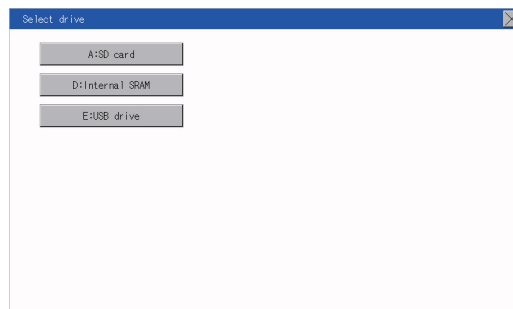 Select drive
A:SD card
D:Internal SRAM
E:USB drive